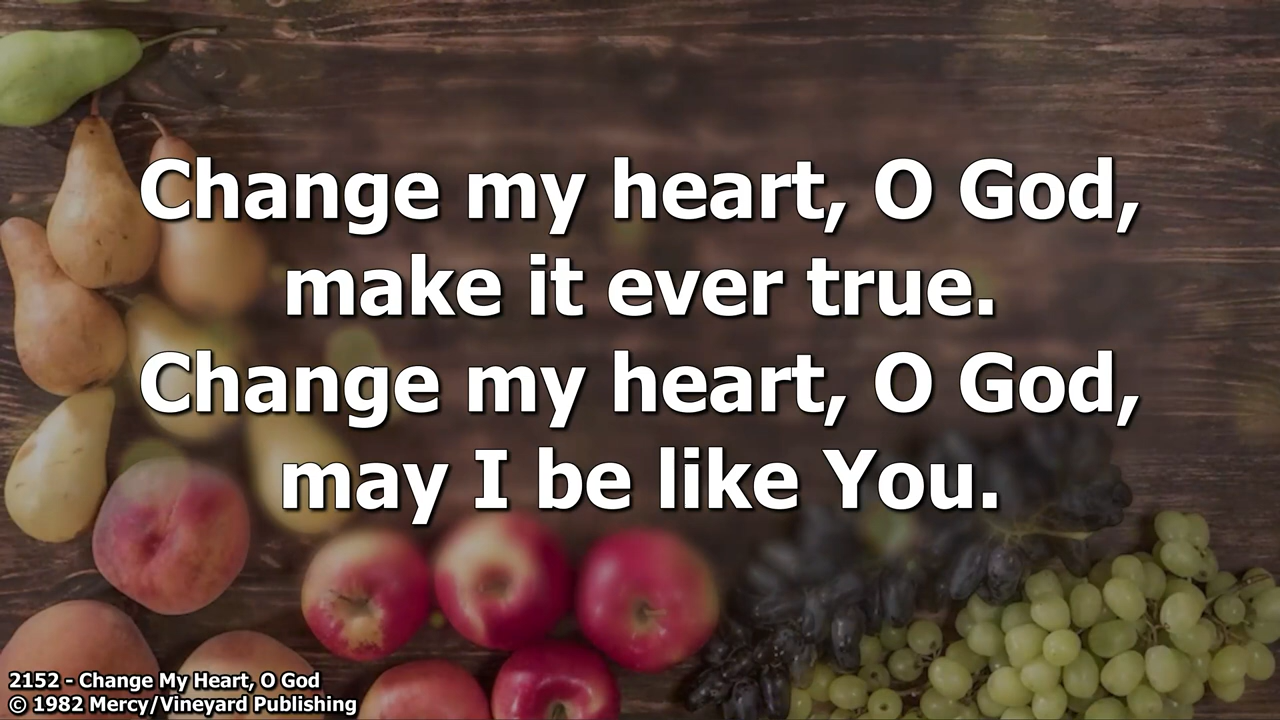 Change my heart, O God,
make it ever true.
Change my heart, O God,
may I be like You.
2152 - Change My Heart, O God
© 1982 Mercy/Vineyard Publishing